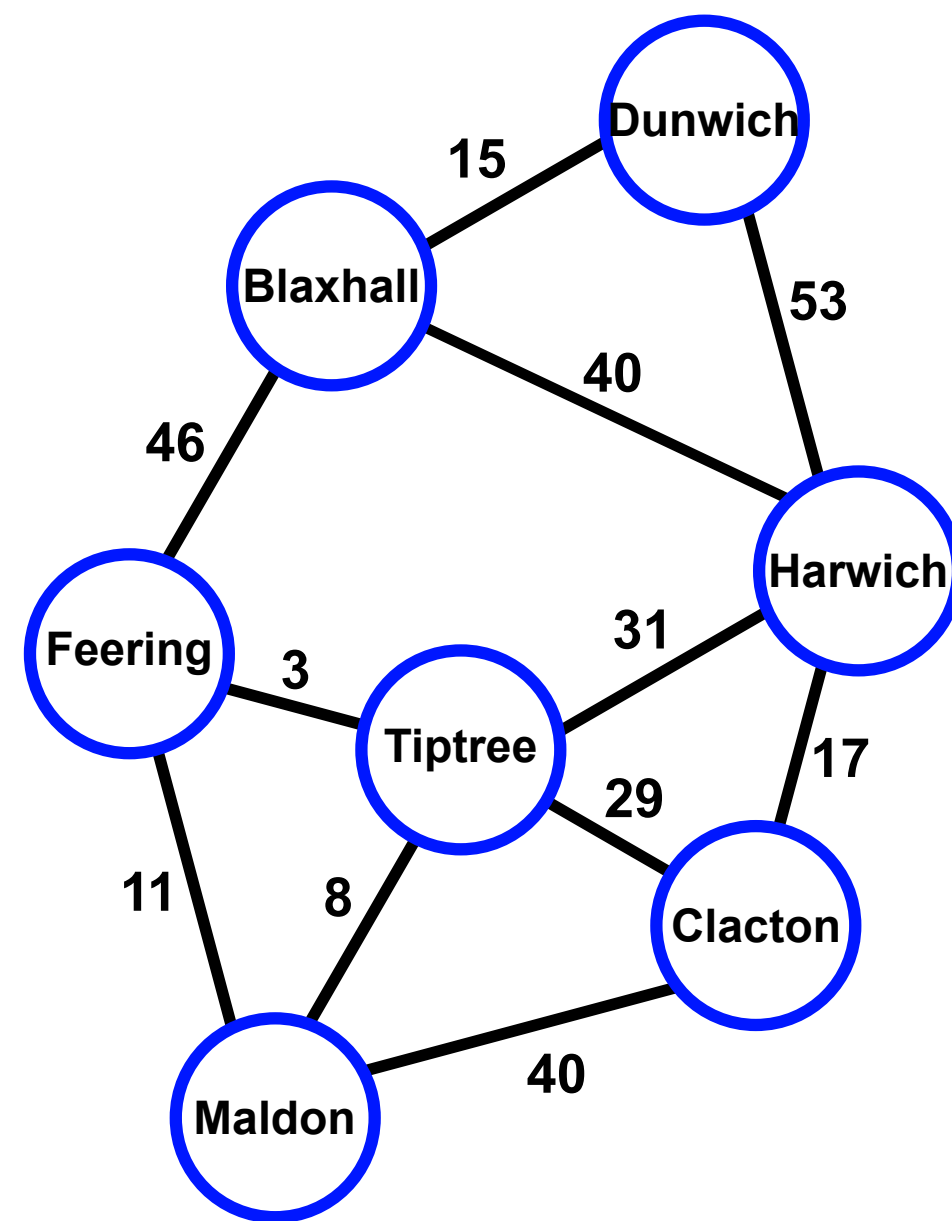 Dunwich
15
Blaxhall
53
40
46
Harwich
31
Feering
3
Tiptree
17
29
11
8
Clacton
40
Maldon